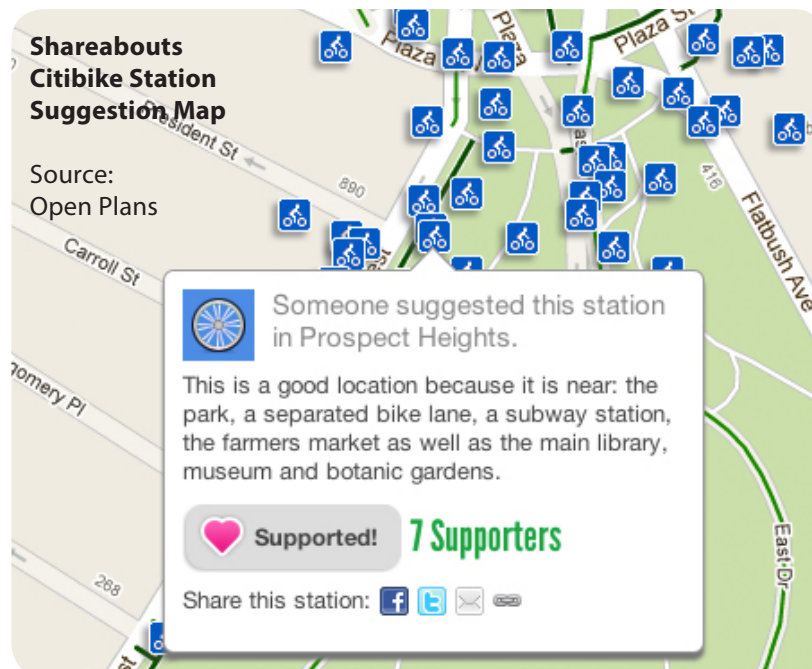 Shareabouts
Citibike Station
Suggestion Map
Source:
Open Plans
Plaza
Plaza
Plaza St
President St
890
Carroll St
416
Flatbush Ave
Someone suggested this station
in Prospect Heights.
This is a good location because it is near: the
park, a separated bike lane, a subway station,
the farmers market as well as the main library,
museum and botanic gardens.
Supported!
7 Supporters
Share this station:
gomery Pl
268
East Dr